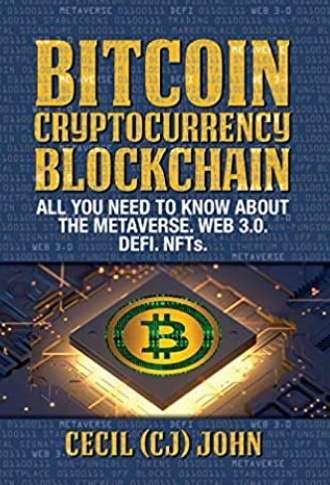 BITCOIN
CRYPTOCURRENCY
BLOCKCHAIN
ALL YOU NEED TO KNOW ABOUT
THE METAVERSE. WEB 3.0.
DEFI. NFTs.
CECIL (CJ) JOHN